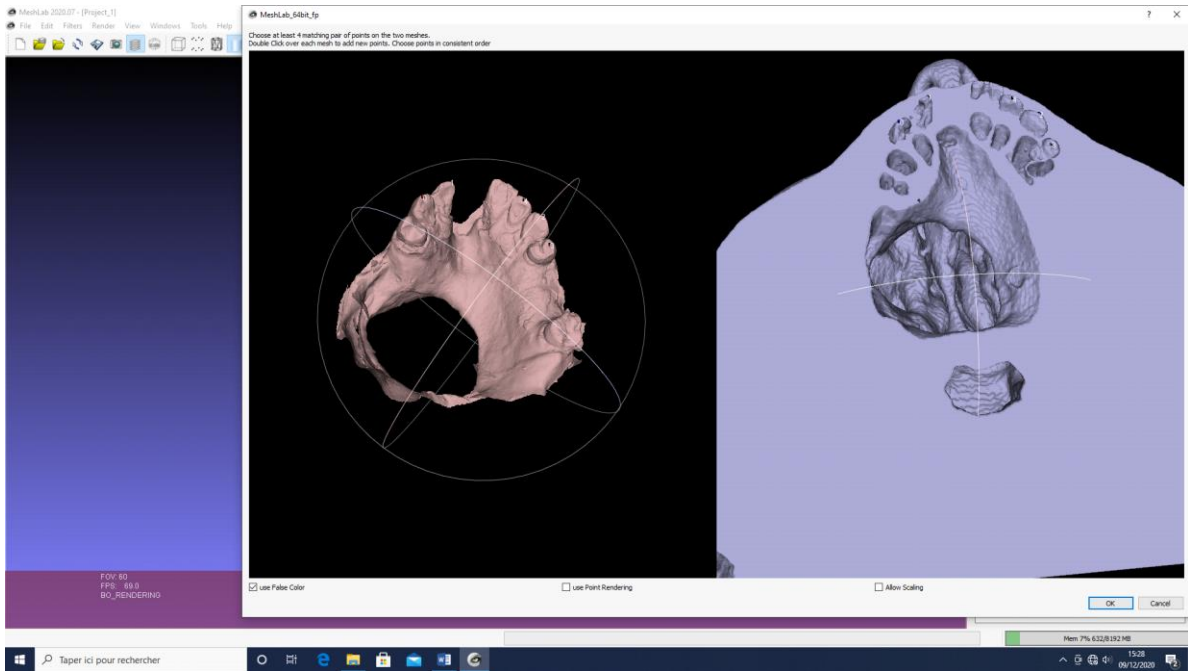 MeshLab 2020.07 - [Project_1]
File Edit Filters Render View Windows Tools Help
MeshLab_64bit_fp
Choose at least 4 matching pair of points on the two meshes.
Double Click over each mesh to add new points. Choose points in consistent order
FOV: 60
FPS: 69.0
BO_RENDERING
use False Color
use Point Rendering
Allow Scaling
OK
Cancel
Mem 7% 632/8192 MB
Taper ici pour rechercher
15:28
09/12/2020